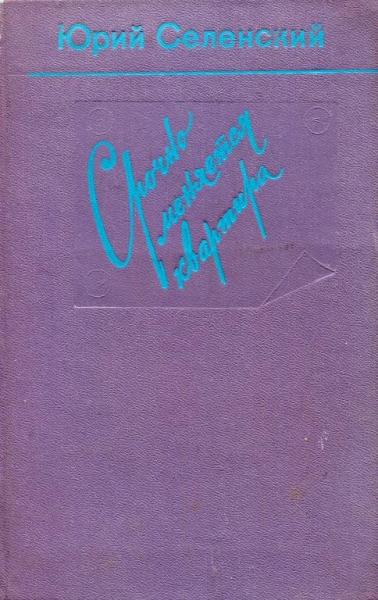 Юрий Селенский
Срочно
меняется
квартира